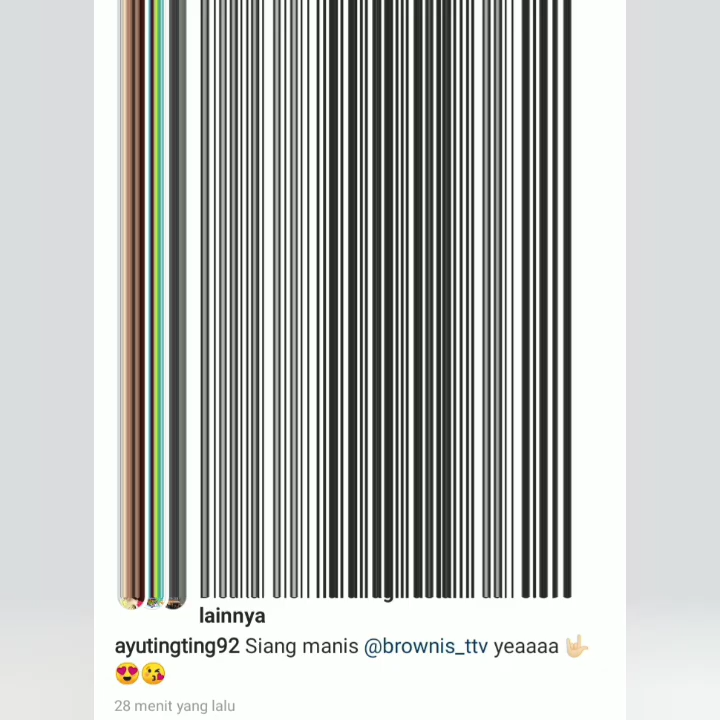 lainnya
ayutingting92 Siang manis @brownis_ttv yeaaaa 🤟🏻
😍😘
28 menit yang lalu